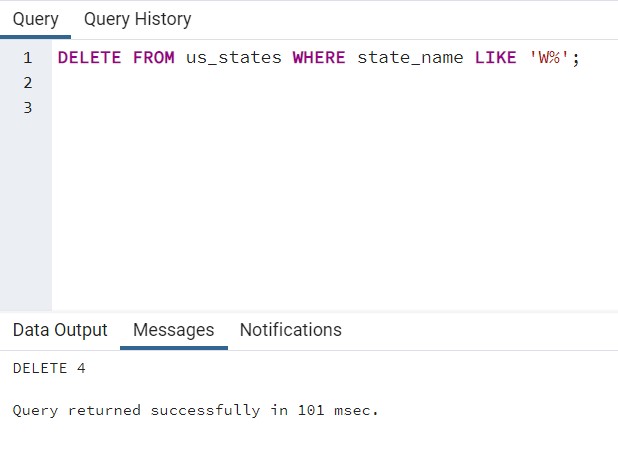 Query Query History
1 DELETE FROM us_states WHERE state_name LIKE 'W%';
2
3
Data Output Messages Notifications
DELETE 4
Query returned successfully in 101 msec.